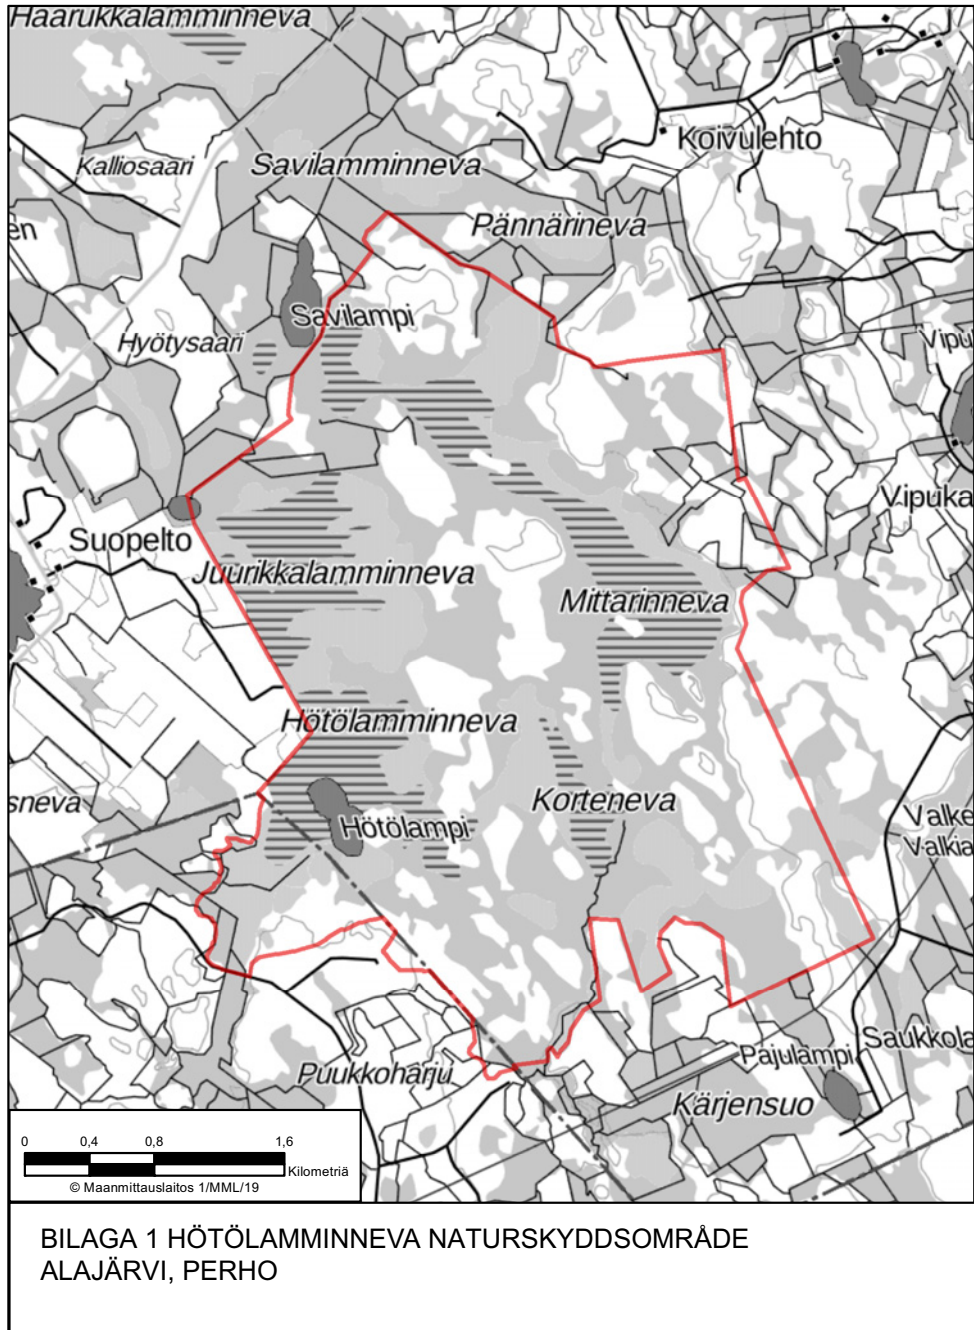 Haarukkalamminneva
Kalliosaari
Savilamminneva
Koivulehto
en
Pännärineva
Savilampi
Hyötysaari
Vipu
Vipuka
Suopelto
Juurikkalamminneva
Mittarinneva
Hötölamminneva
sneva
Korteneva
Hötölampi
Valke
Valkia
Puukkoharju
Pajulampi
Saukkola
Kärjensuo
0 0,4 0,8 1,6
Kilometriä
© Maanmittauslaitos 1/MML/19
BILAGA 1 HÖTÖLAMMINNEVA NATURSKYDDSOMRÅDE
ALAJÄRVI, PERHO